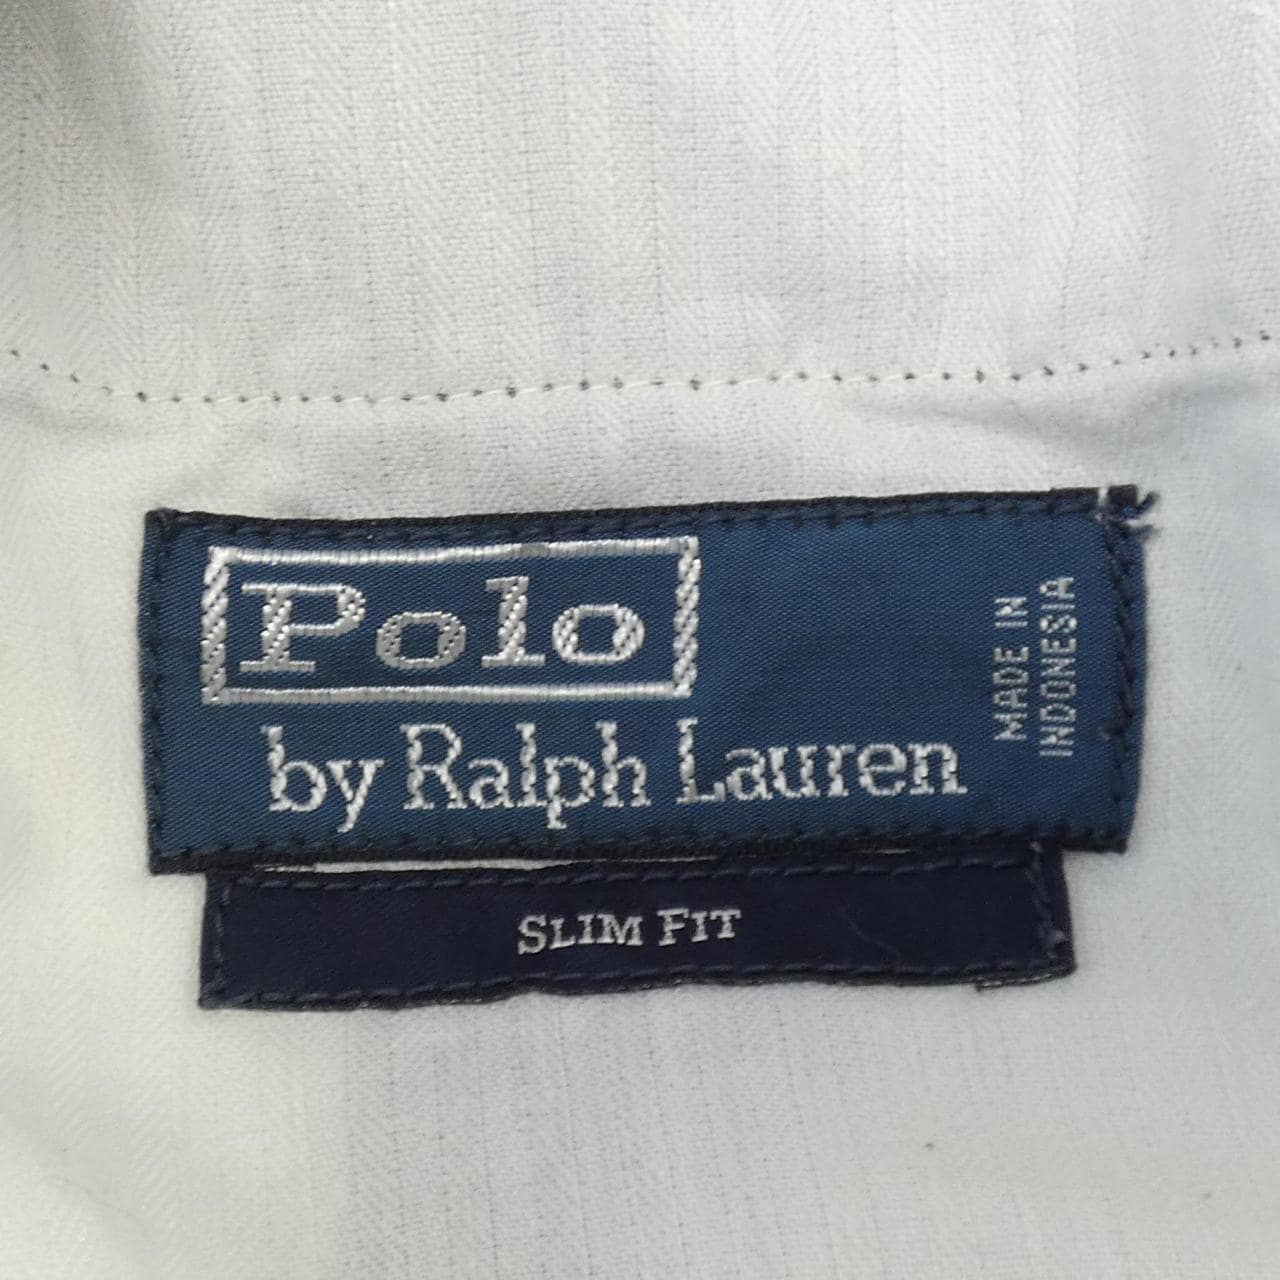 Polo
by Ralph Lauren
MADE IN
INDONESIA
SLIM FIT